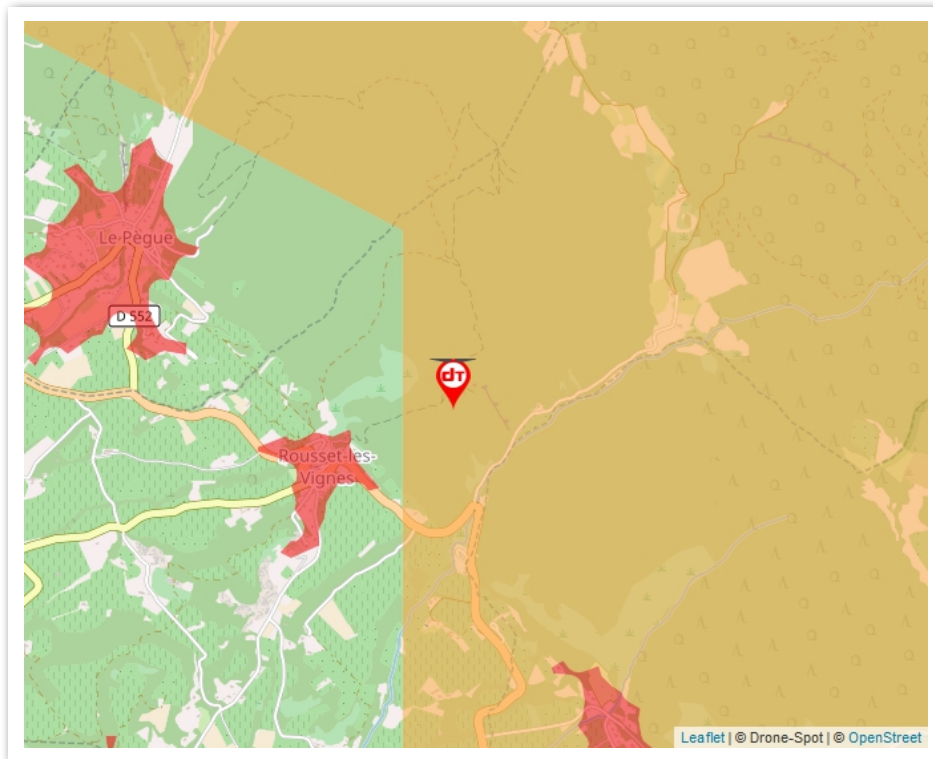 Le Pègue
D 552
dT
Rousset-les-
Vignes
Leaflet | © Drone-Spot | © OpenStreet